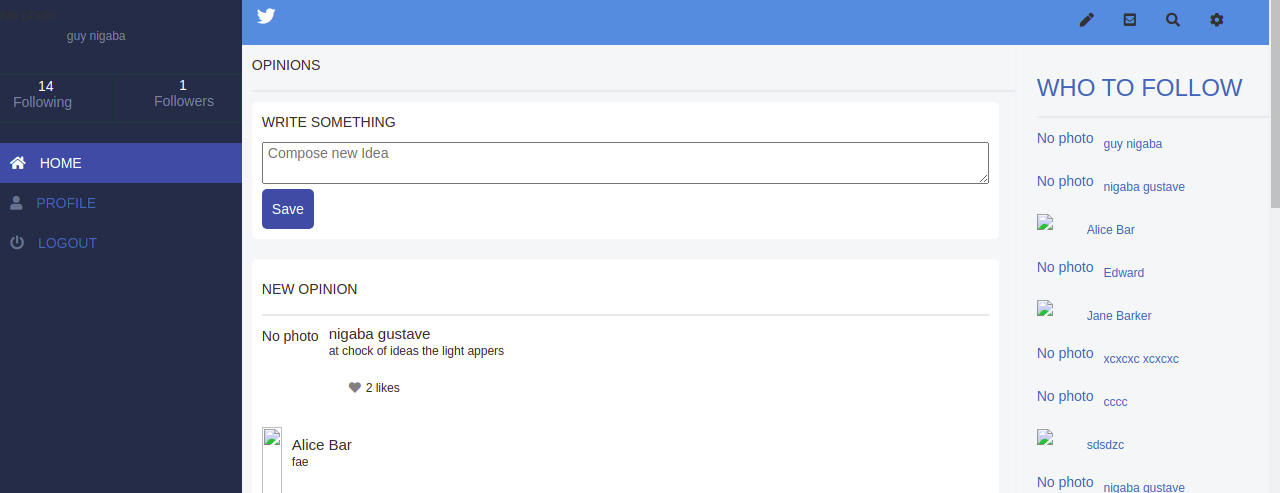 No photo
guy nigaba
14
Following
1
Followers
HOME
PROFILE
LOGOUT
OPINIONS
WRITE SOMETHING
Compose new Idea
Save
NEW OPINION
No photo
nigaba gustave
at chock of ideas the light appers
2 likes
Alice Bar
fae
WHO TO FOLLOW
No photo guy nigaba
No photo nigaba gustave
Alice Bar
No photo Edward
Jane Barker
No photo xcxcxc xcxcxc
No photo cccc
sdsdzc
No photo nigaba gustave